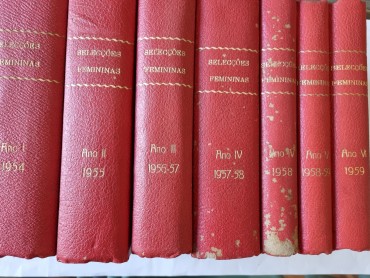 SELECÇÕES
FEMININAS
Ano I
1954
SELECÇÕES
FEMININAS
Ano II
1955
SELECÇÕES
FEMININAS
Ano III
1956-57
SELECÇÕES
FEMININAS
Ano IV
1957-58
SELECÇÕES
FEMININAS
1958
SELECÇÕES
FEMININAS
Ano V
1958-59
SELECÇÕES
FEMININAS
Ano VI
1959